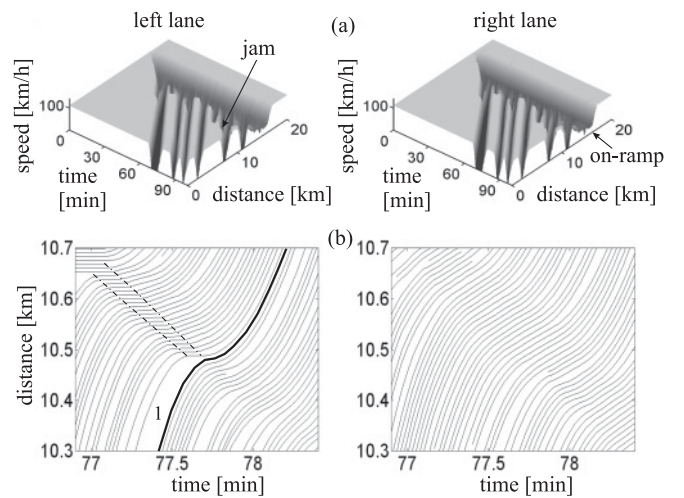 left lane
(a)
right lane
jam
speed [km/h]
100
0
30
60
90
time
[min]
0
10
20
distance [km]
speed [km/h]
100
0
30
60
90
time
[min]
0
10
20
on-ramp
distance [km]
(b)
distance [km]
10.7
10.6
10.5
10.4
10.3
1
77
77.5
78
time [min]
10.7
10.6
10.5
10.4
10.3
77
77.5
78
time [min]